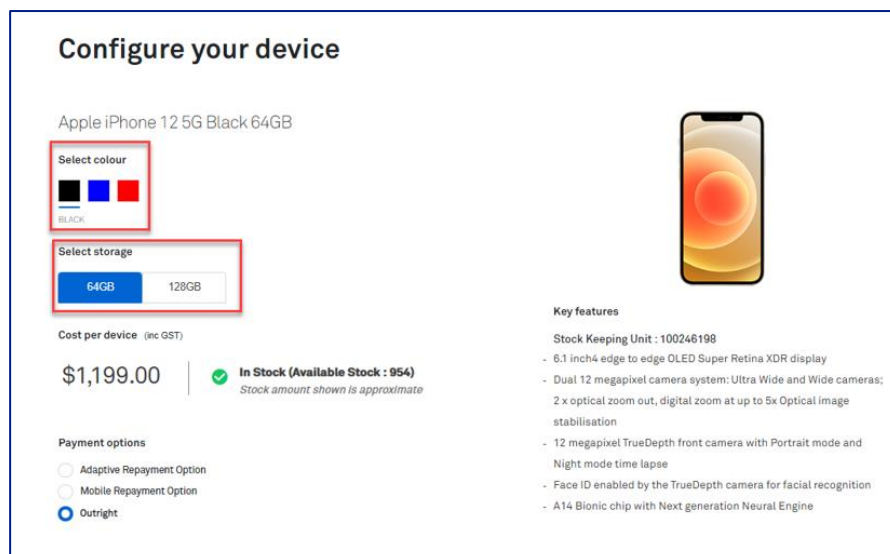 Configure your device
Apple iPhone 12 5G Black 64GB
Select colour
BLACK
Select storage
64GB
128GB
Cost per device (inc GST)
$1,199.00
In Stock (Available Stock : 954)
Stock amount shown is approximate
Payment options
Adaptive Repayment Option
Mobile Repayment Option
Outright
Key features
Stock Keeping Unit : 100246198
- 6.1 inch4 edge to edge OLED Super Retina XDR display
- Dual 12 megapixel camera system: Ultra Wide and Wide cameras;
2 x optical zoom out, digital zoom at up to 5x Optical image
stabilisation
- 12 megapixel TrueDepth front camera with Portrait mode and
Night mode time lapse
- Face ID enabled by the TrueDepth camera for facial recognition
- A14 Bionic chip with Next generation Neural Engine